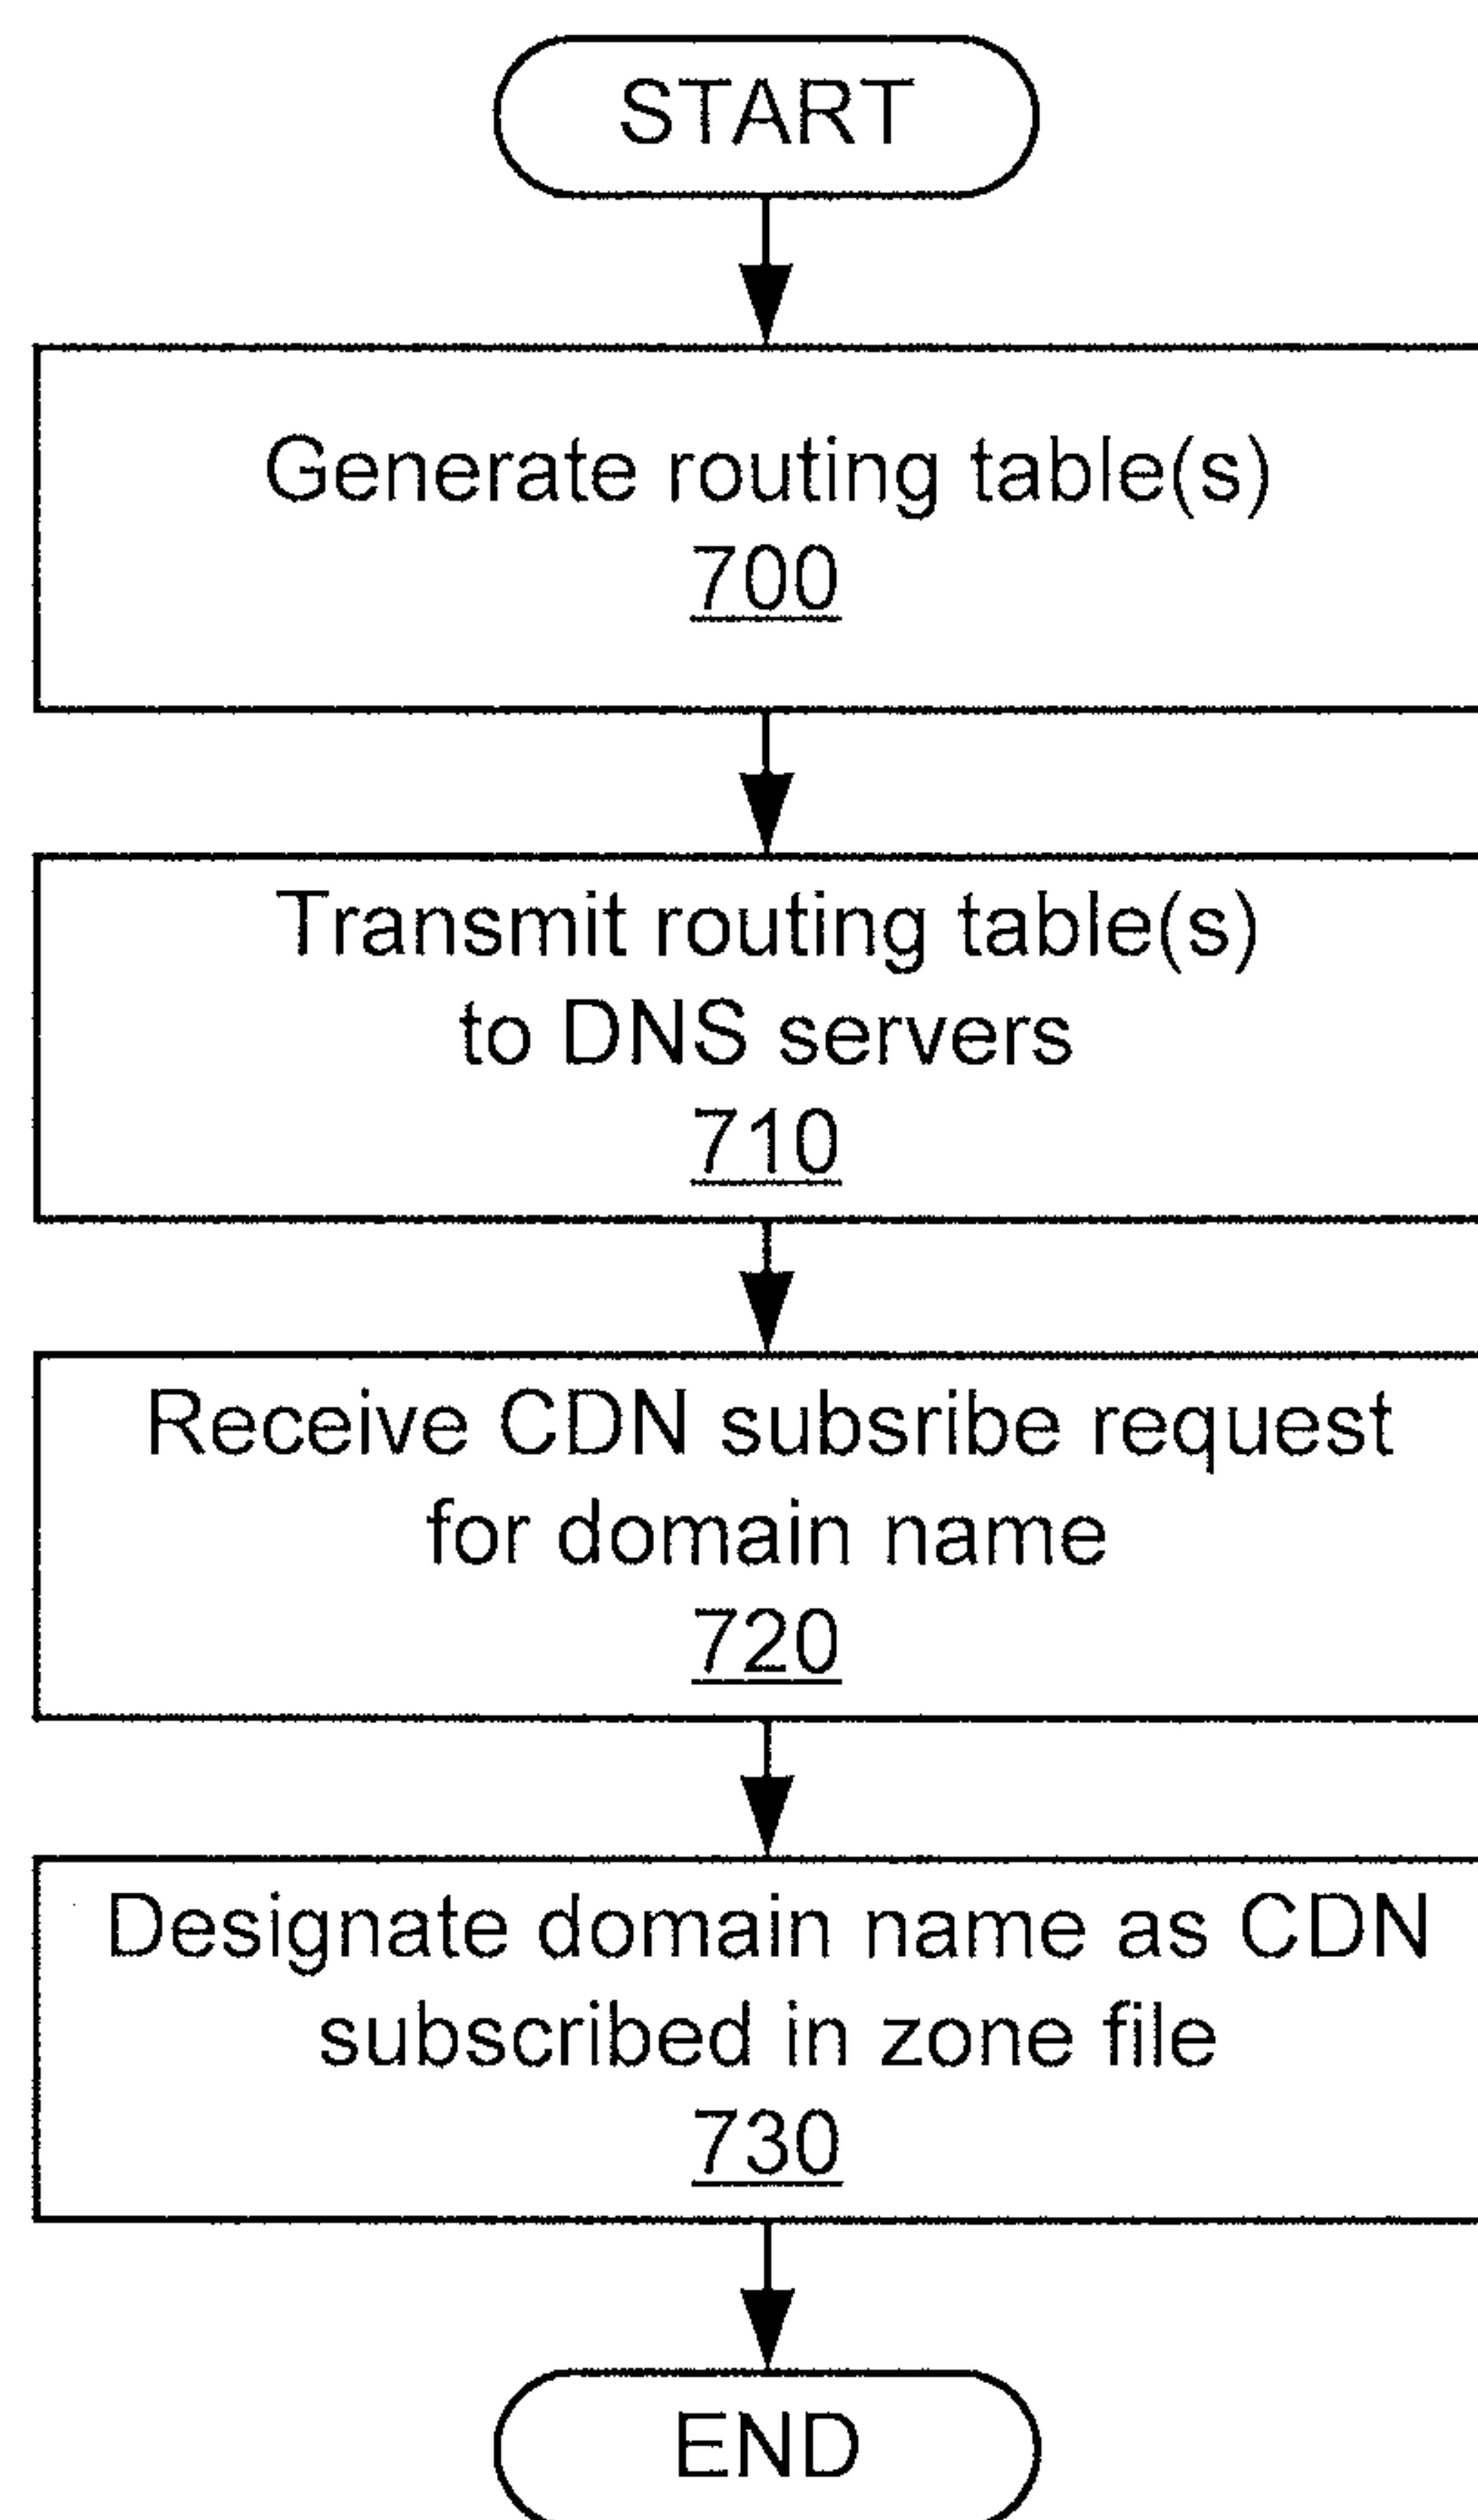 START
Generate routing table(s)
700
Transmit routing table(s)
to DNS servers
710
Receive CDN subsribe request
for domain name
720
Designate domain name as CDN
subscribed in zone file
730
END